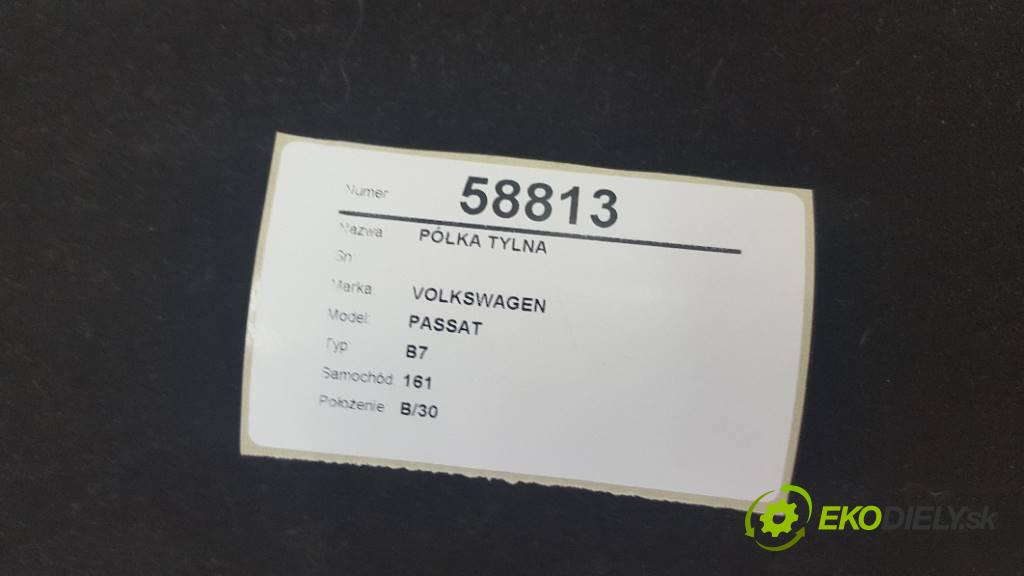 Numer 58813
Nazwa PÓLKA TYLNA
Sn
Marka VOLKSWAGEN
Model: PASSAT
Typ B7
Samochód 161
Położenie B/30
EKODIELY.sk